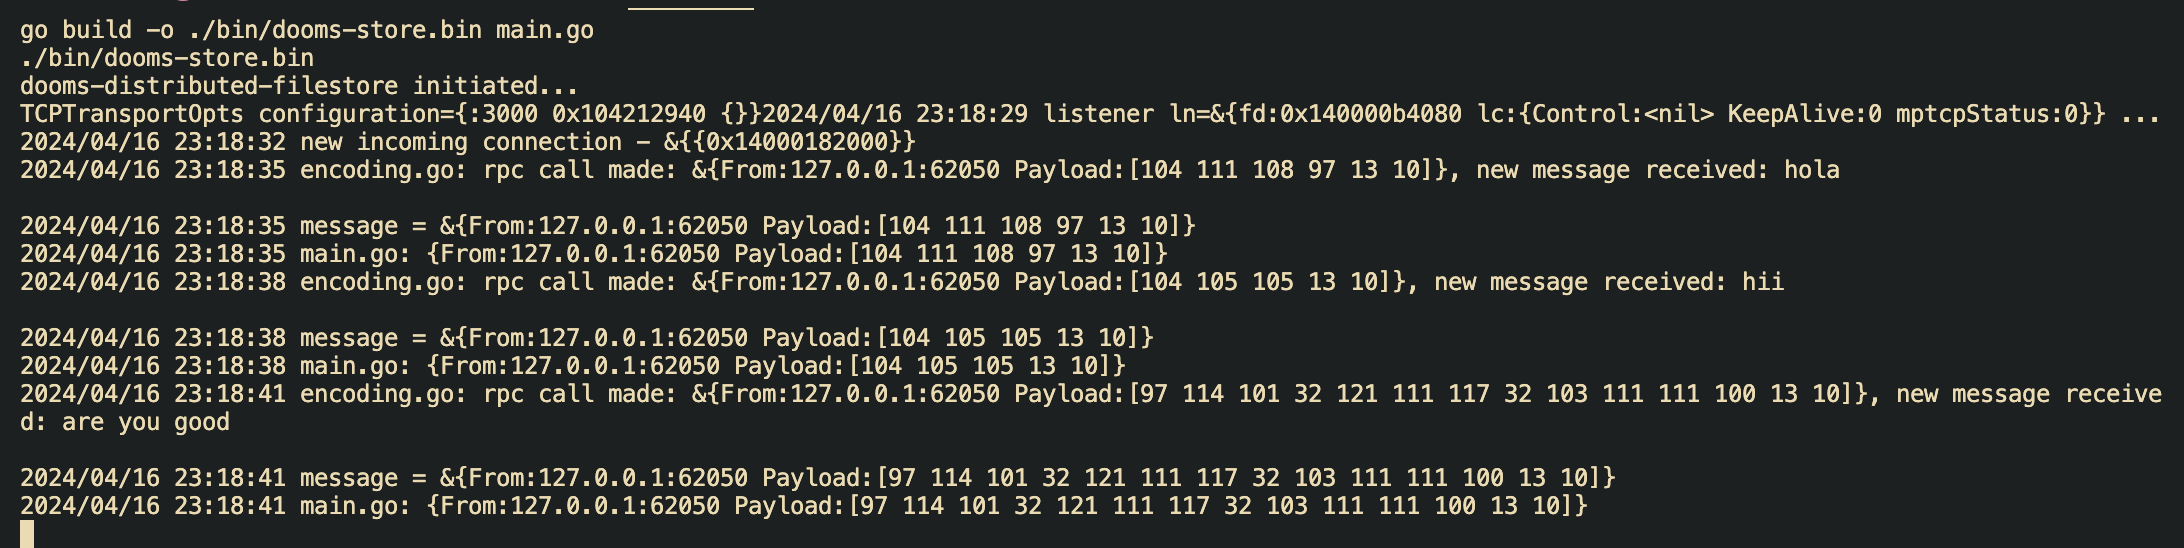 go build -o ./bin/dooms-store.bin main.go
./bin/dooms-store.bin
dooms-distributed-filestore initiated...
TCPTransportOpts configuration={:3000 0x104212940 {}}2024/04/16 23:18:29 listener ln=&{fd:0x140000b4080 lc:{Control:<nil> KeepAlive:0 mptcpStatus:0}} ...
2024/04/16 23:18:32 new incoming connection - &{{0x14000182000}}
2024/04/16 23:18:35 encoding.go: rpc call made: &{From:127.0.0.1:62050 Payload:[104 111 108 97 13 10]}, new message received: hola
2024/04/16 23:18:35 message = &{From:127.0.0.1:62050 Payload:[104 111 108 97 13 10]}
2024/04/16 23:18:35 main.go: {From:127.0.0.1:62050 Payload:[104 111 108 97 13 10]}
2024/04/16 23:18:38 encoding.go: rpc call made: &{From:127.0.0.1:62050 Payload:[104 105 105 13 10]}, new message received: hii
2024/04/16 23:18:38 message = &{From:127.0.0.1:62050 Payload:[104 105 105 13 10]}
2024/04/16 23:18:38 main.go: {From:127.0.0.1:62050 Payload:[104 105 105 13 10]}
2024/04/16 23:18:41 encoding.go: rpc call made: &{From:127.0.0.1:62050 Payload:[97 114 101 32 121 111 117 32 103 111 111 100 13 10]}, new message receive
d: are you good
2024/04/16 23:18:41 message = &{From:127.0.0.1:62050 Payload:[97 114 101 32 121 111 117 32 103 111 111 100 13 10]}
2024/04/16 23:18:41 main.go: {From:127.0.0.1:62050 Payload:[97 114 101 32 121 111 117 32 103 111 111 100 13 10]}